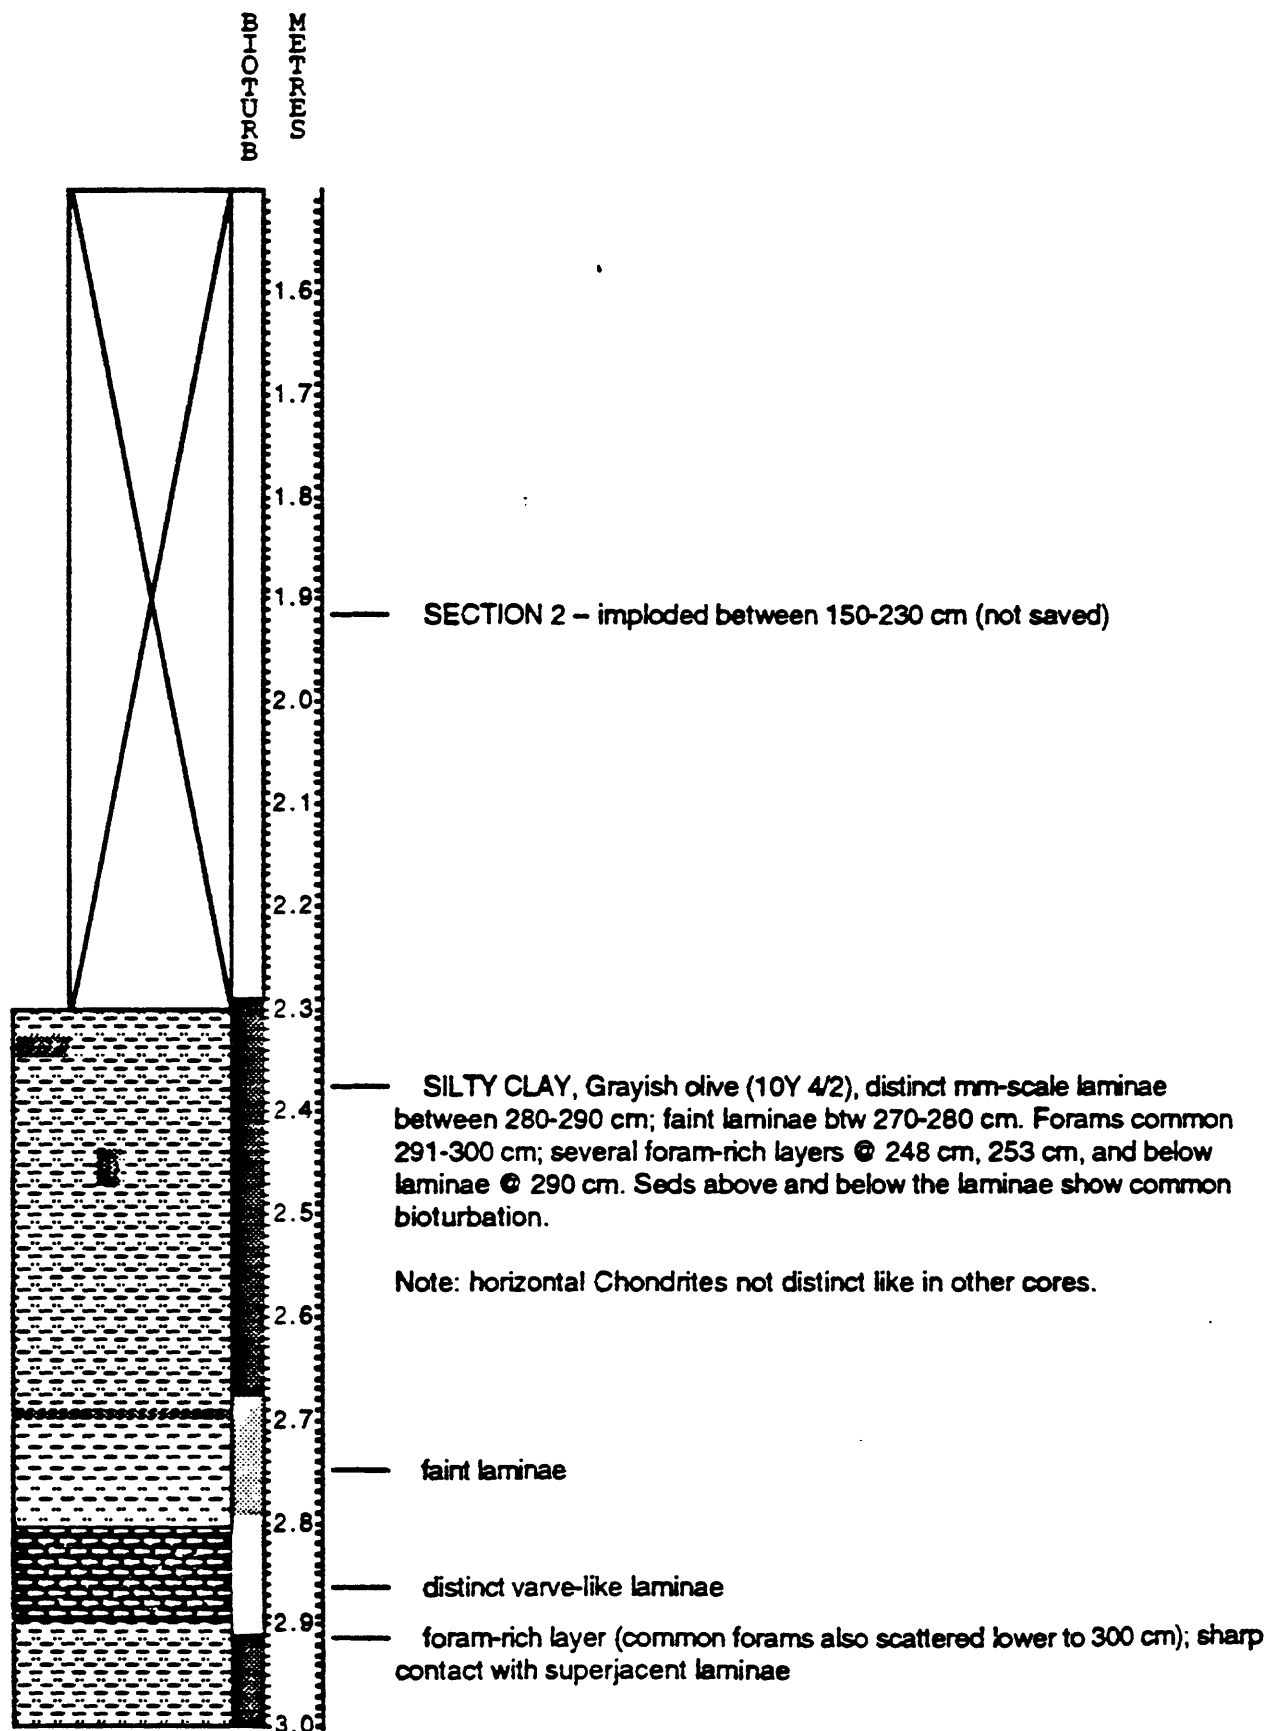 BIOTURB
METRES
1.6
1.7
1.8
1.9
SECTION 2 – imploded between 150-230 cm (not saved)
2.0
2.1
2.2
2.3
SILTY CLAY, Grayish olive (10Y 4/2), distinct mm-scale laminae
2.4
between 280-290 cm; faint laminae btw 270-280 cm. Forams common
291-300 cm; several foram-rich layers @ 248 cm, 253 cm, and below
laminae @ 290 cm. Seds above and below the laminae show common
2.5
bioturbation.
Note: horizontal Chondrites not distinct like in other cores.
2.6
2.7
faint laminae
2.8
distinct varve-like laminae
2.9
foram-rich layer (common forams also scattered lower to 300 cm); sharp
contact with superjacent laminae
3.0